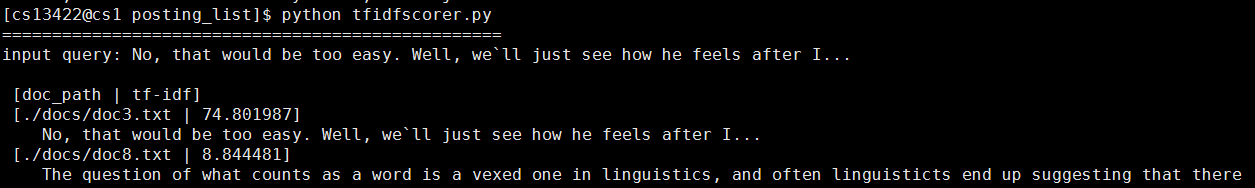 [cs13422@cs1 posting_list]$ python tfidfscorer.py
==================================================
input query: No, that would be too easy. Well, we`ll just see how he feels after I...
[doc_path | tf-idf]
[./docs/doc3.txt | 74.801987]
No, that would be too easy. Well, we`ll just see how he feels after I...
[./docs/doc8.txt | 8.844481]
The question of what counts as a word is a vexed one in linguistics, and often linguisticts end up suggesting that there